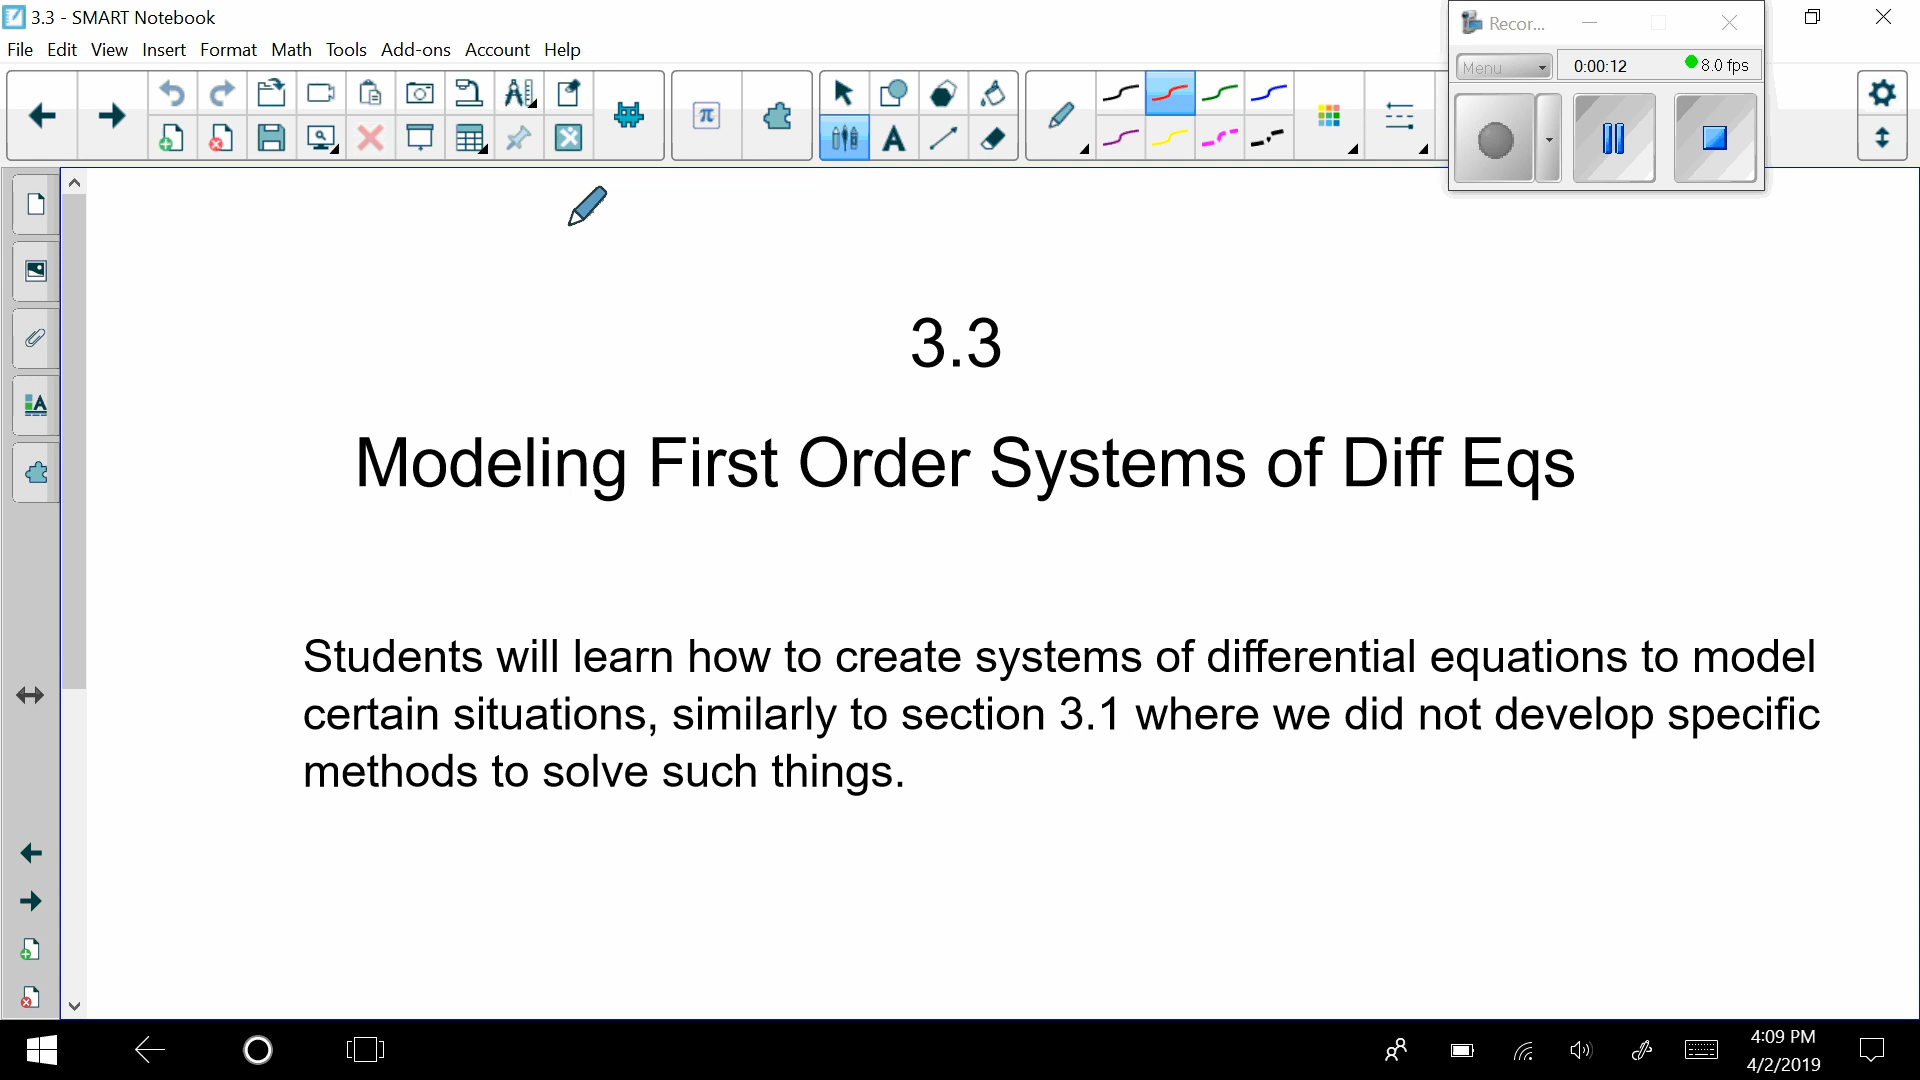 3.3 - SMART Notebook
File Edit View Insert Format Math Tools Add-ons Account Help
Recor...
Menu
0:00:12
8.0 fps
π
A
A
3.3
Modeling First Order Systems of Diff Eqs
Students will learn how to create systems of differential equations to model
certain situations, similarly to section 3.1 where we did not develop specific
methods to solve such things.
4:09 PM
4/2/2019